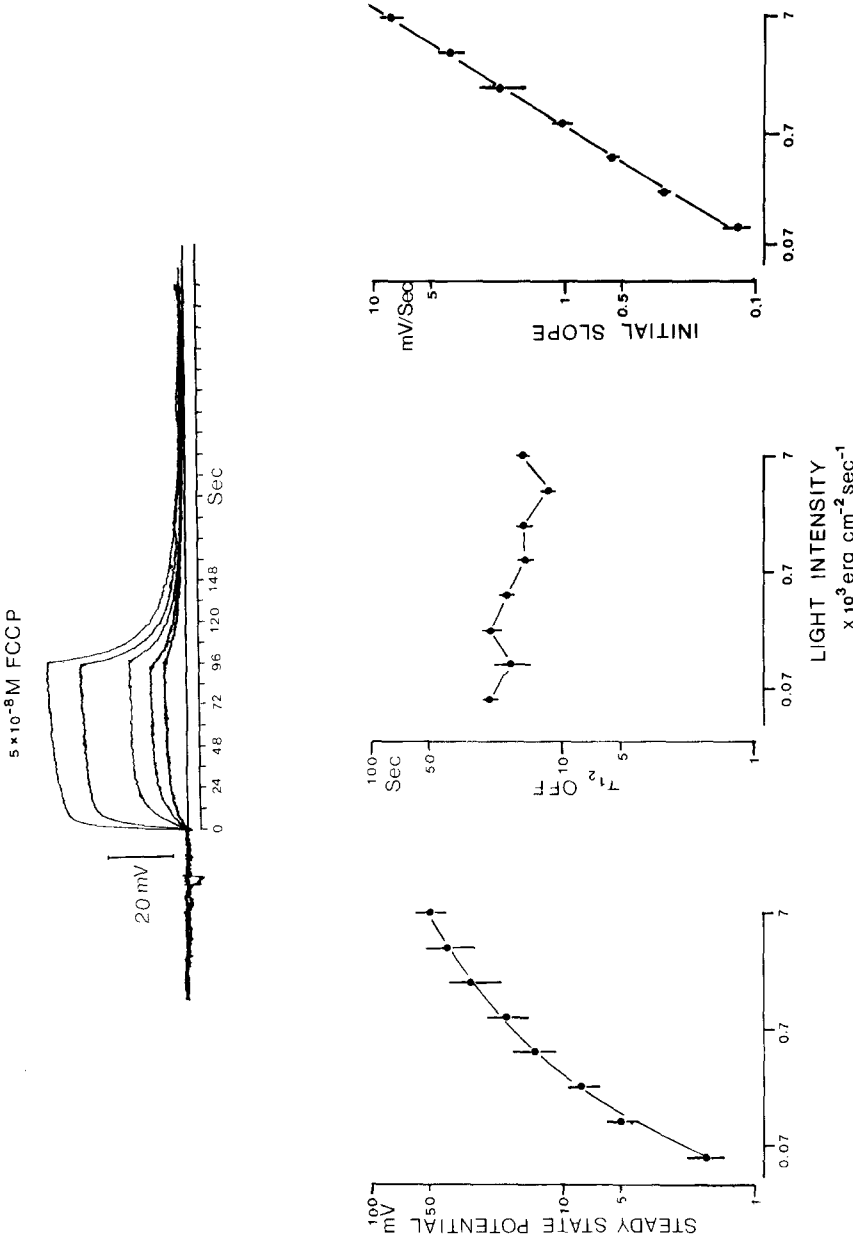 5×10⁻⁸M FCCP
20 mV
0 24 48 72 96 120 148 Sec
100
mV
50
10
5
1
STEADY STATE POTENTIAL
0.07 0.7 7
100
Sec
50
10
5
1
τ½ OFF
0.07 0.7 7
LIGHT INTENSITY
x 10³ erg cm⁻² sec⁻¹
10
mV/Sec
5
1
0.5
0.1
INITIAL SLOPE
0.07 0.7 7